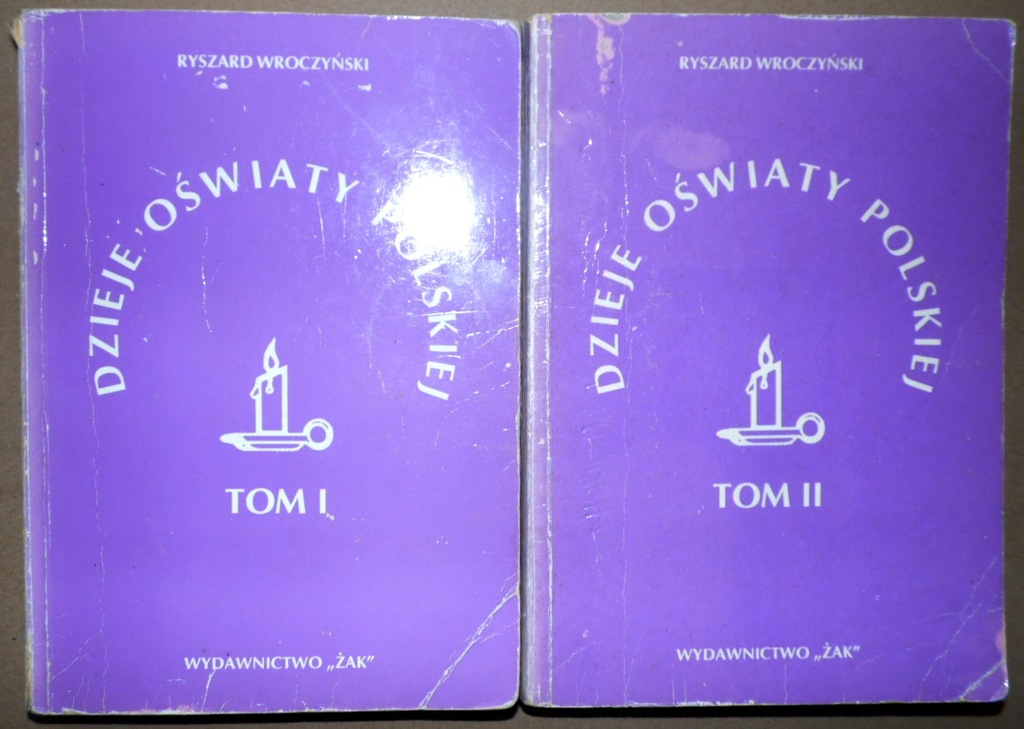 RYSZARD WROCZYŃSKI
DZIEJE OŚWIATY POLSKIEJ
TOM I
WYDAWNICTWO „ŻAK”
RYSZARD WROCZYŃSKI
DZIEJE OŚWIATY POLSKIEJ
TOM II
WYDAWNICTWO „ŻAK”